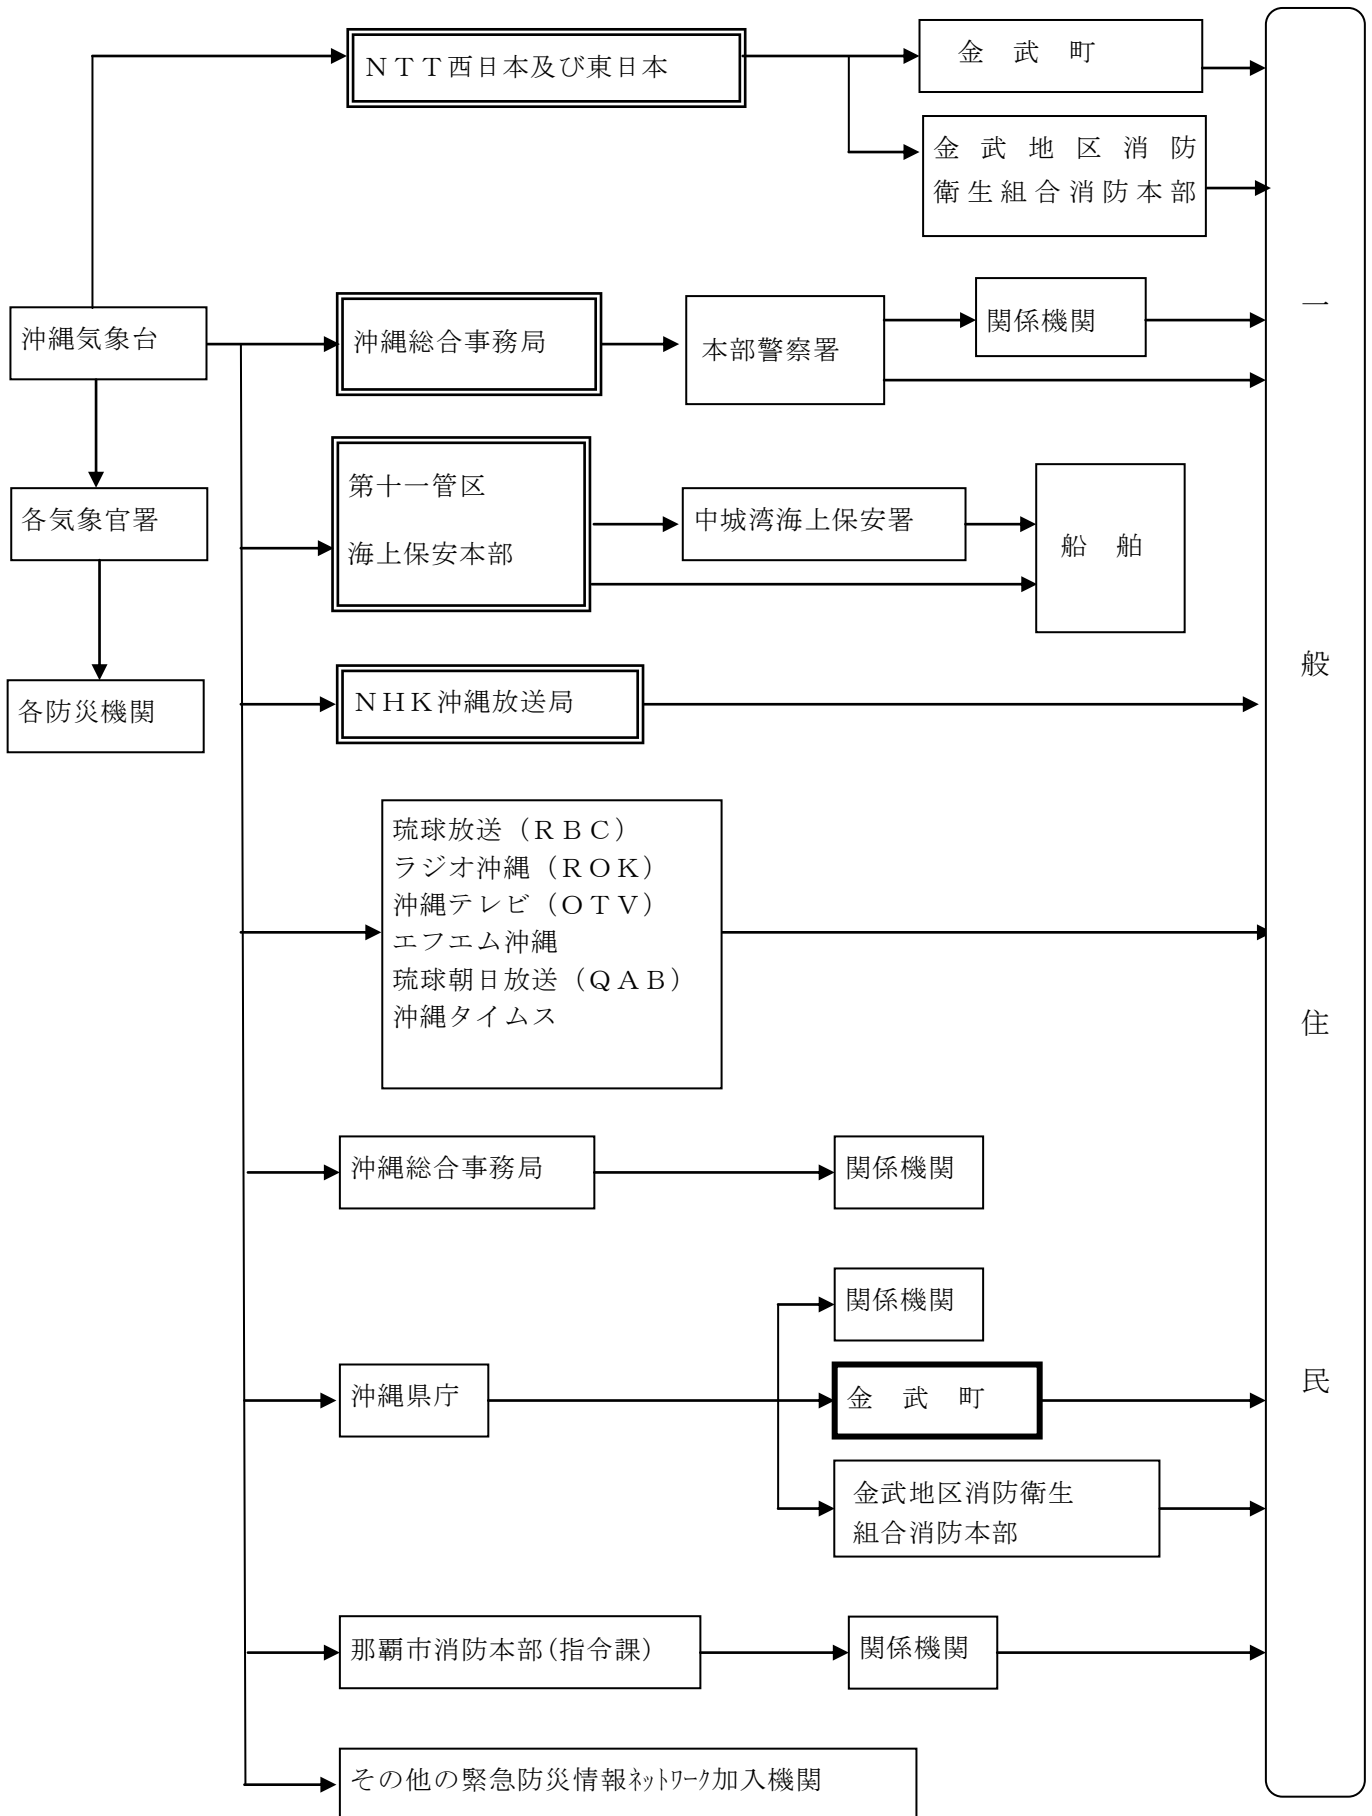 NTT西日本及び東日本
金武町
金武地区消防
衛生組合消防本部
沖縄気象台
沖縄総合事務局
本部警察署
関係機関
各気象官署
第十一管区
海上保安本部
中城湾海上保安署
船舶
各防災機関
NHK沖縄放送局
琉球放送（RBC）
ラジオ沖縄（ROK）
沖縄テレビ（OTV）
エフエム沖縄
琉球朝日放送（QAB）
沖縄タイムス
沖縄総合事務局
関係機関
関係機関
沖縄県庁
金武町
金武地区消防衛生
組合消防本部
那覇市消防本部(指令課)
関係機関
その他の緊急防災情報ﾈｯﾄﾜｰｸ加入機関
一般住民